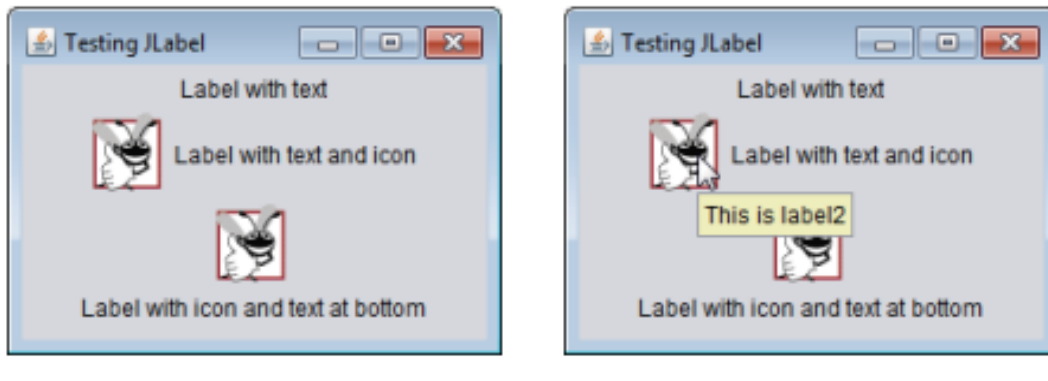 Testing JLabel
Label with text
Label with text and icon
Label with icon and text at bottom
Testing JLabel
Label with text
Label with text and icon
This is label2
Label with icon and text at bottom